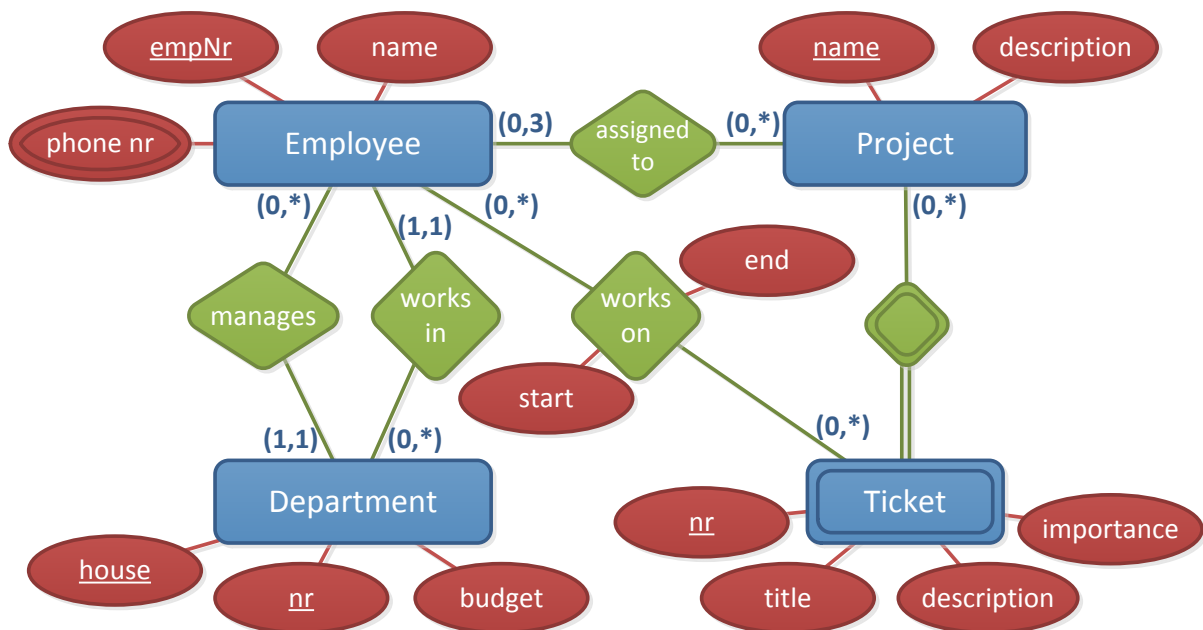 empNr
name
name
description
phone nr
Employee
(0,3)
assigned
to
(0,*)
Project
(0,*)
(1,1)
(0,*)
(0,*)
end
manages
works
in
works
on
start
(1,1)
(0,*)
(0,*)
Department
Ticket
house
nr
budget
nr
title
description
importance